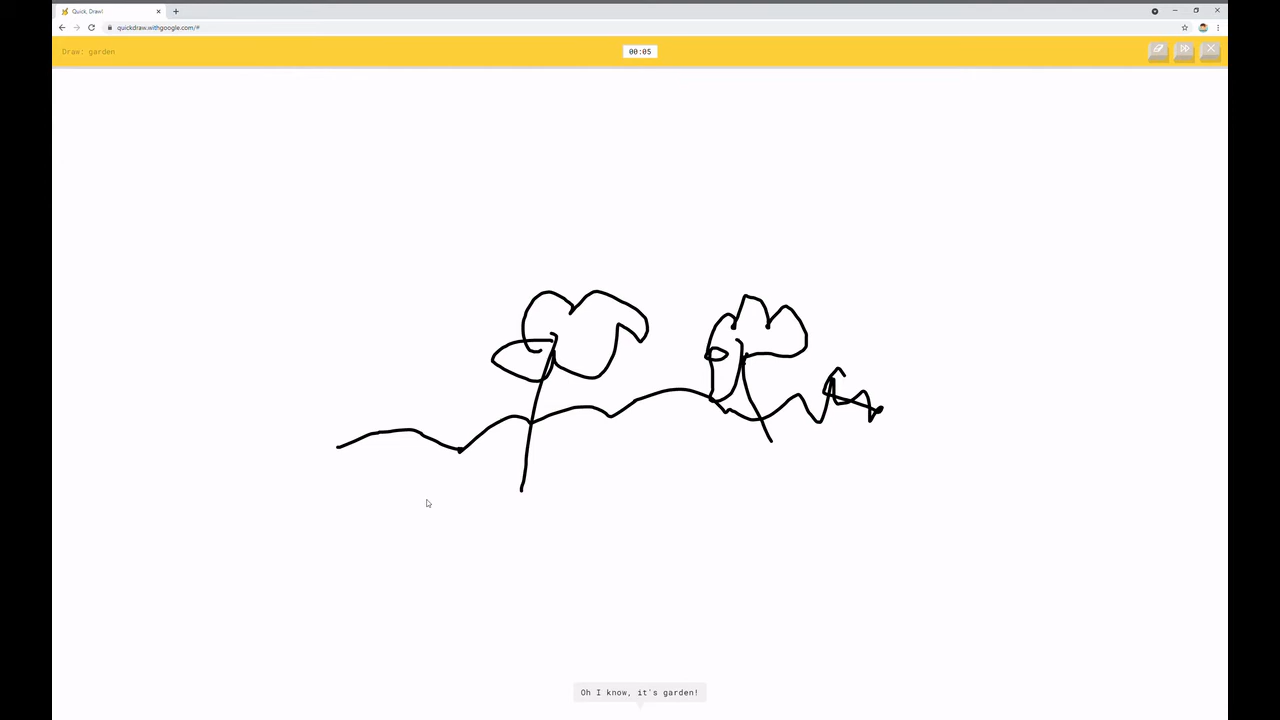 Quick, Draw!
quickdraw.withgoogle.com/#
Draw: garden
00:05
Oh I know, it's garden!